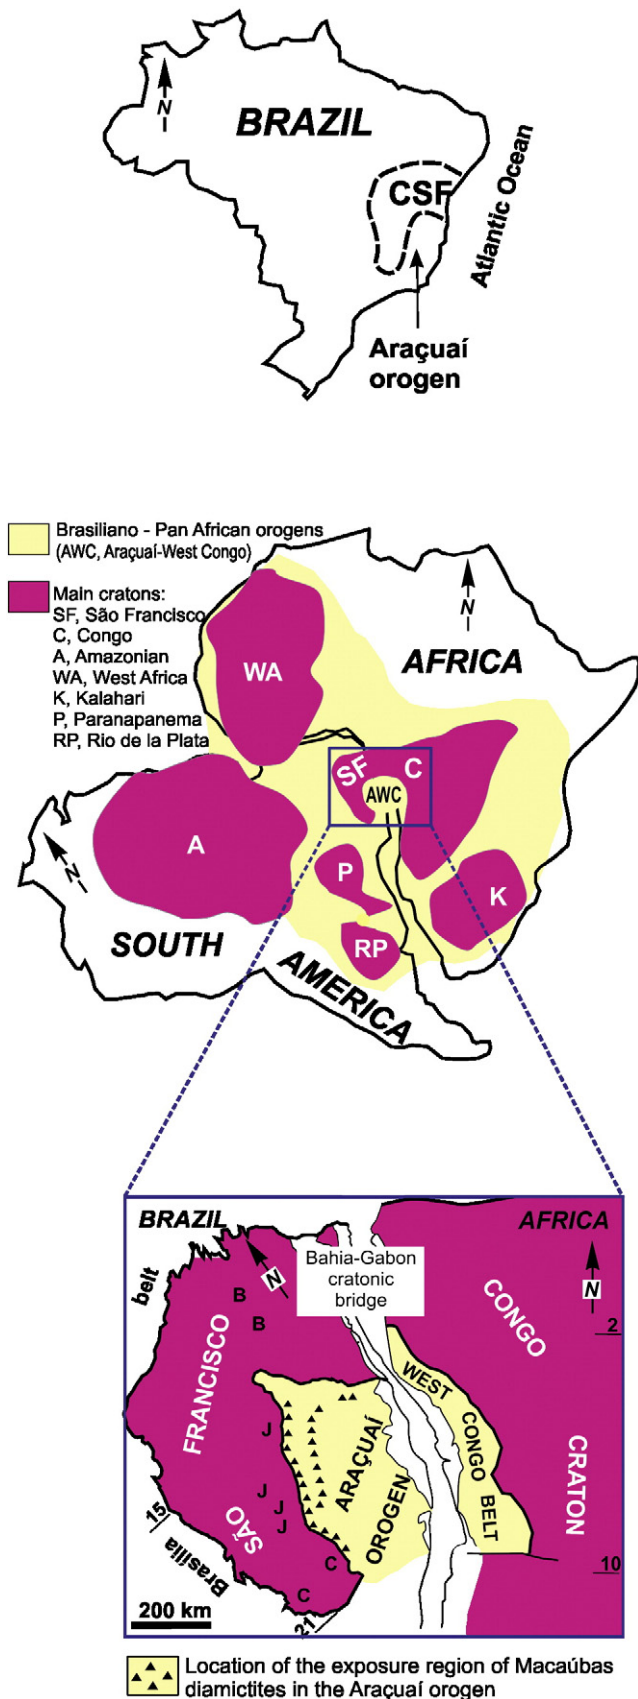 N
BRAZIL
CSF
Atlantic Ocean
Araçuaí
orogen
Brasiliano - Pan African orogens
(AWC, Araçuaí-West Congo)
Main cratons:
SF, São Francisco
C, Congo
A, Amazonian
WA, West Africa
K, Kalahari
P, Paranapanema
RP, Rio de la Plata
N
AFRICA
WA
SF
C
AWC
A
N
P
K
RP
SOUTH
AMERICA
BRAZIL
AFRICA
N
Bahia-Gabon
cratonic
bridge
N
belt
B
B
CONGO
2
FRANCISCO
WEST
CONGO
BELT
J
ARAÇUAÍ
OROGEN
CRATON
J
J
J
SÃO
15
Brasília
C
C
10
200 km
21
Location of the exposure region of Macaúbas
diamictites in the Araçuaí orogen